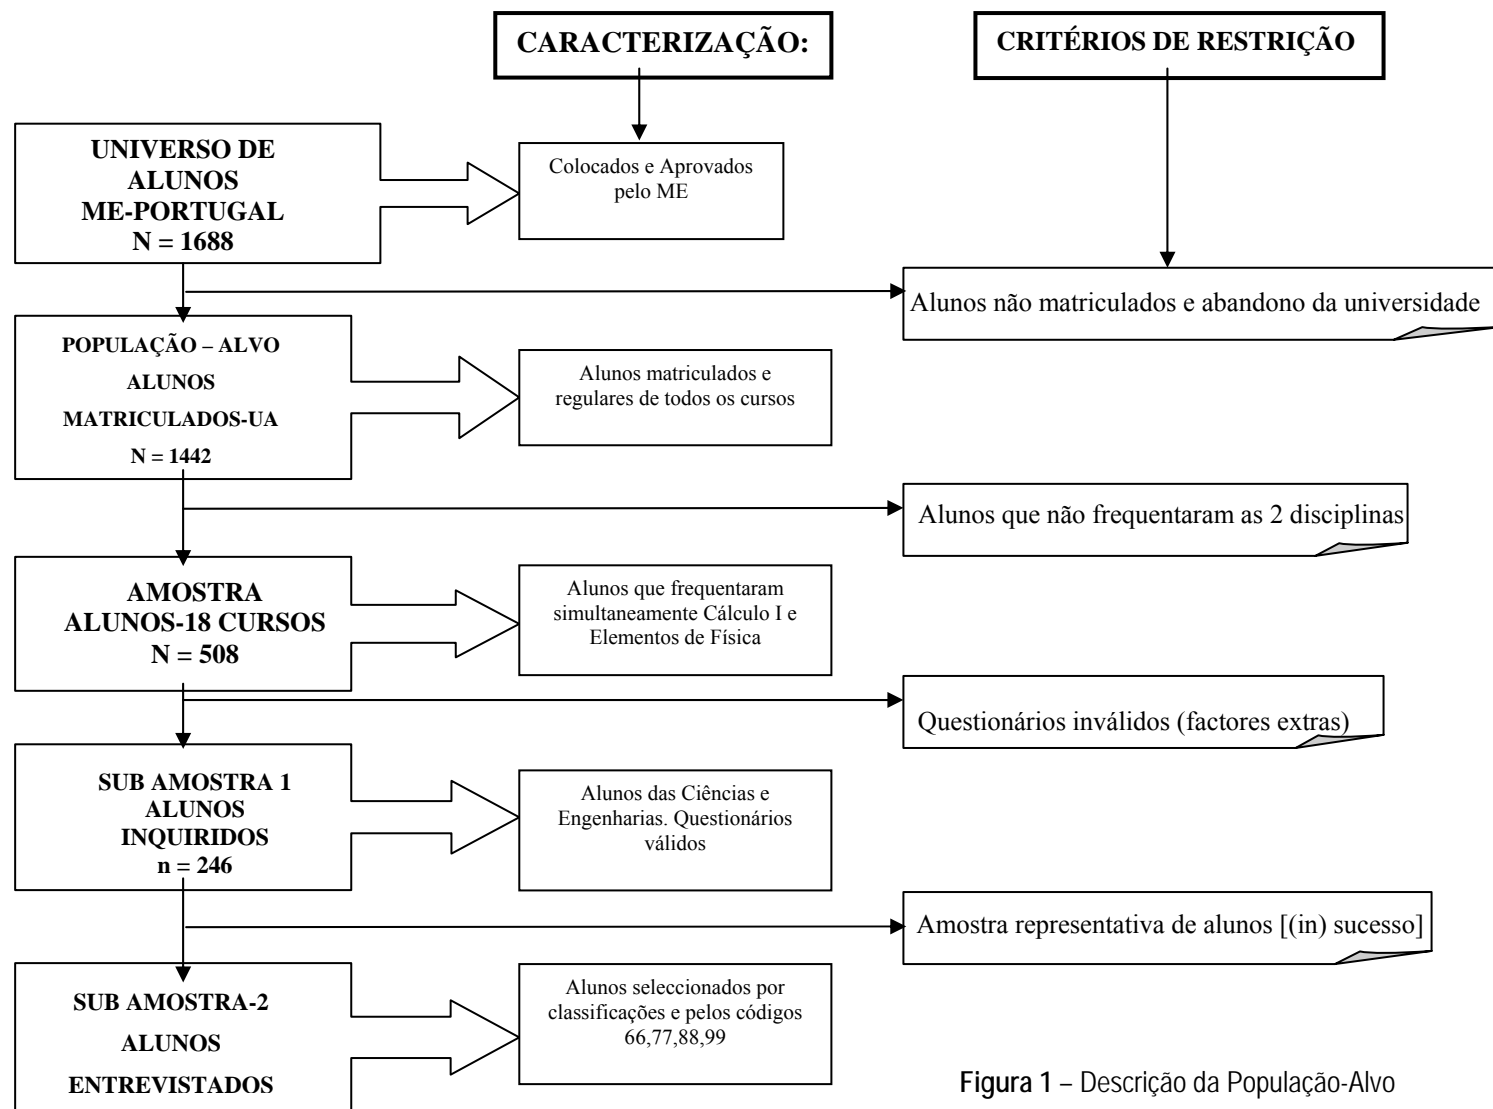 CARACTERIZAÇÃO:
CRITÉRIOS DE RESTRIÇÃO
UNIVERSO DE
ALUNOS
ME-PORTUGAL
N = 1688
Colocados e Aprovados
pelo ME
Alunos não matriculados e abandono da universidade
POPULAÇÃO – ALVO
ALUNOS
MATRICULADOS-UA
N = 1442
Alunos matriculados e
regulares de todos os cursos
Alunos que não frequentaram as 2 disciplinas
AMOSTRA
ALUNOS-18 CURSOS
N = 508
Alunos que frequentaram
simultaneamente Cálculo I e
Elementos de Física
Questionários inválidos (factores extras)
SUB AMOSTRA 1
ALUNOS
INQUIRIDOS
n = 246
Alunos das Ciências e
Engenharias. Questionários
válidos
Amostra representativa de alunos [(in) sucesso]
SUB AMOSTRA-2
ALUNOS
ENTREVISTADOS
Alunos seleccionados por
classificações e pelos códigos
66,77,88,99
Figura 1 – Descrição da População-Alvo